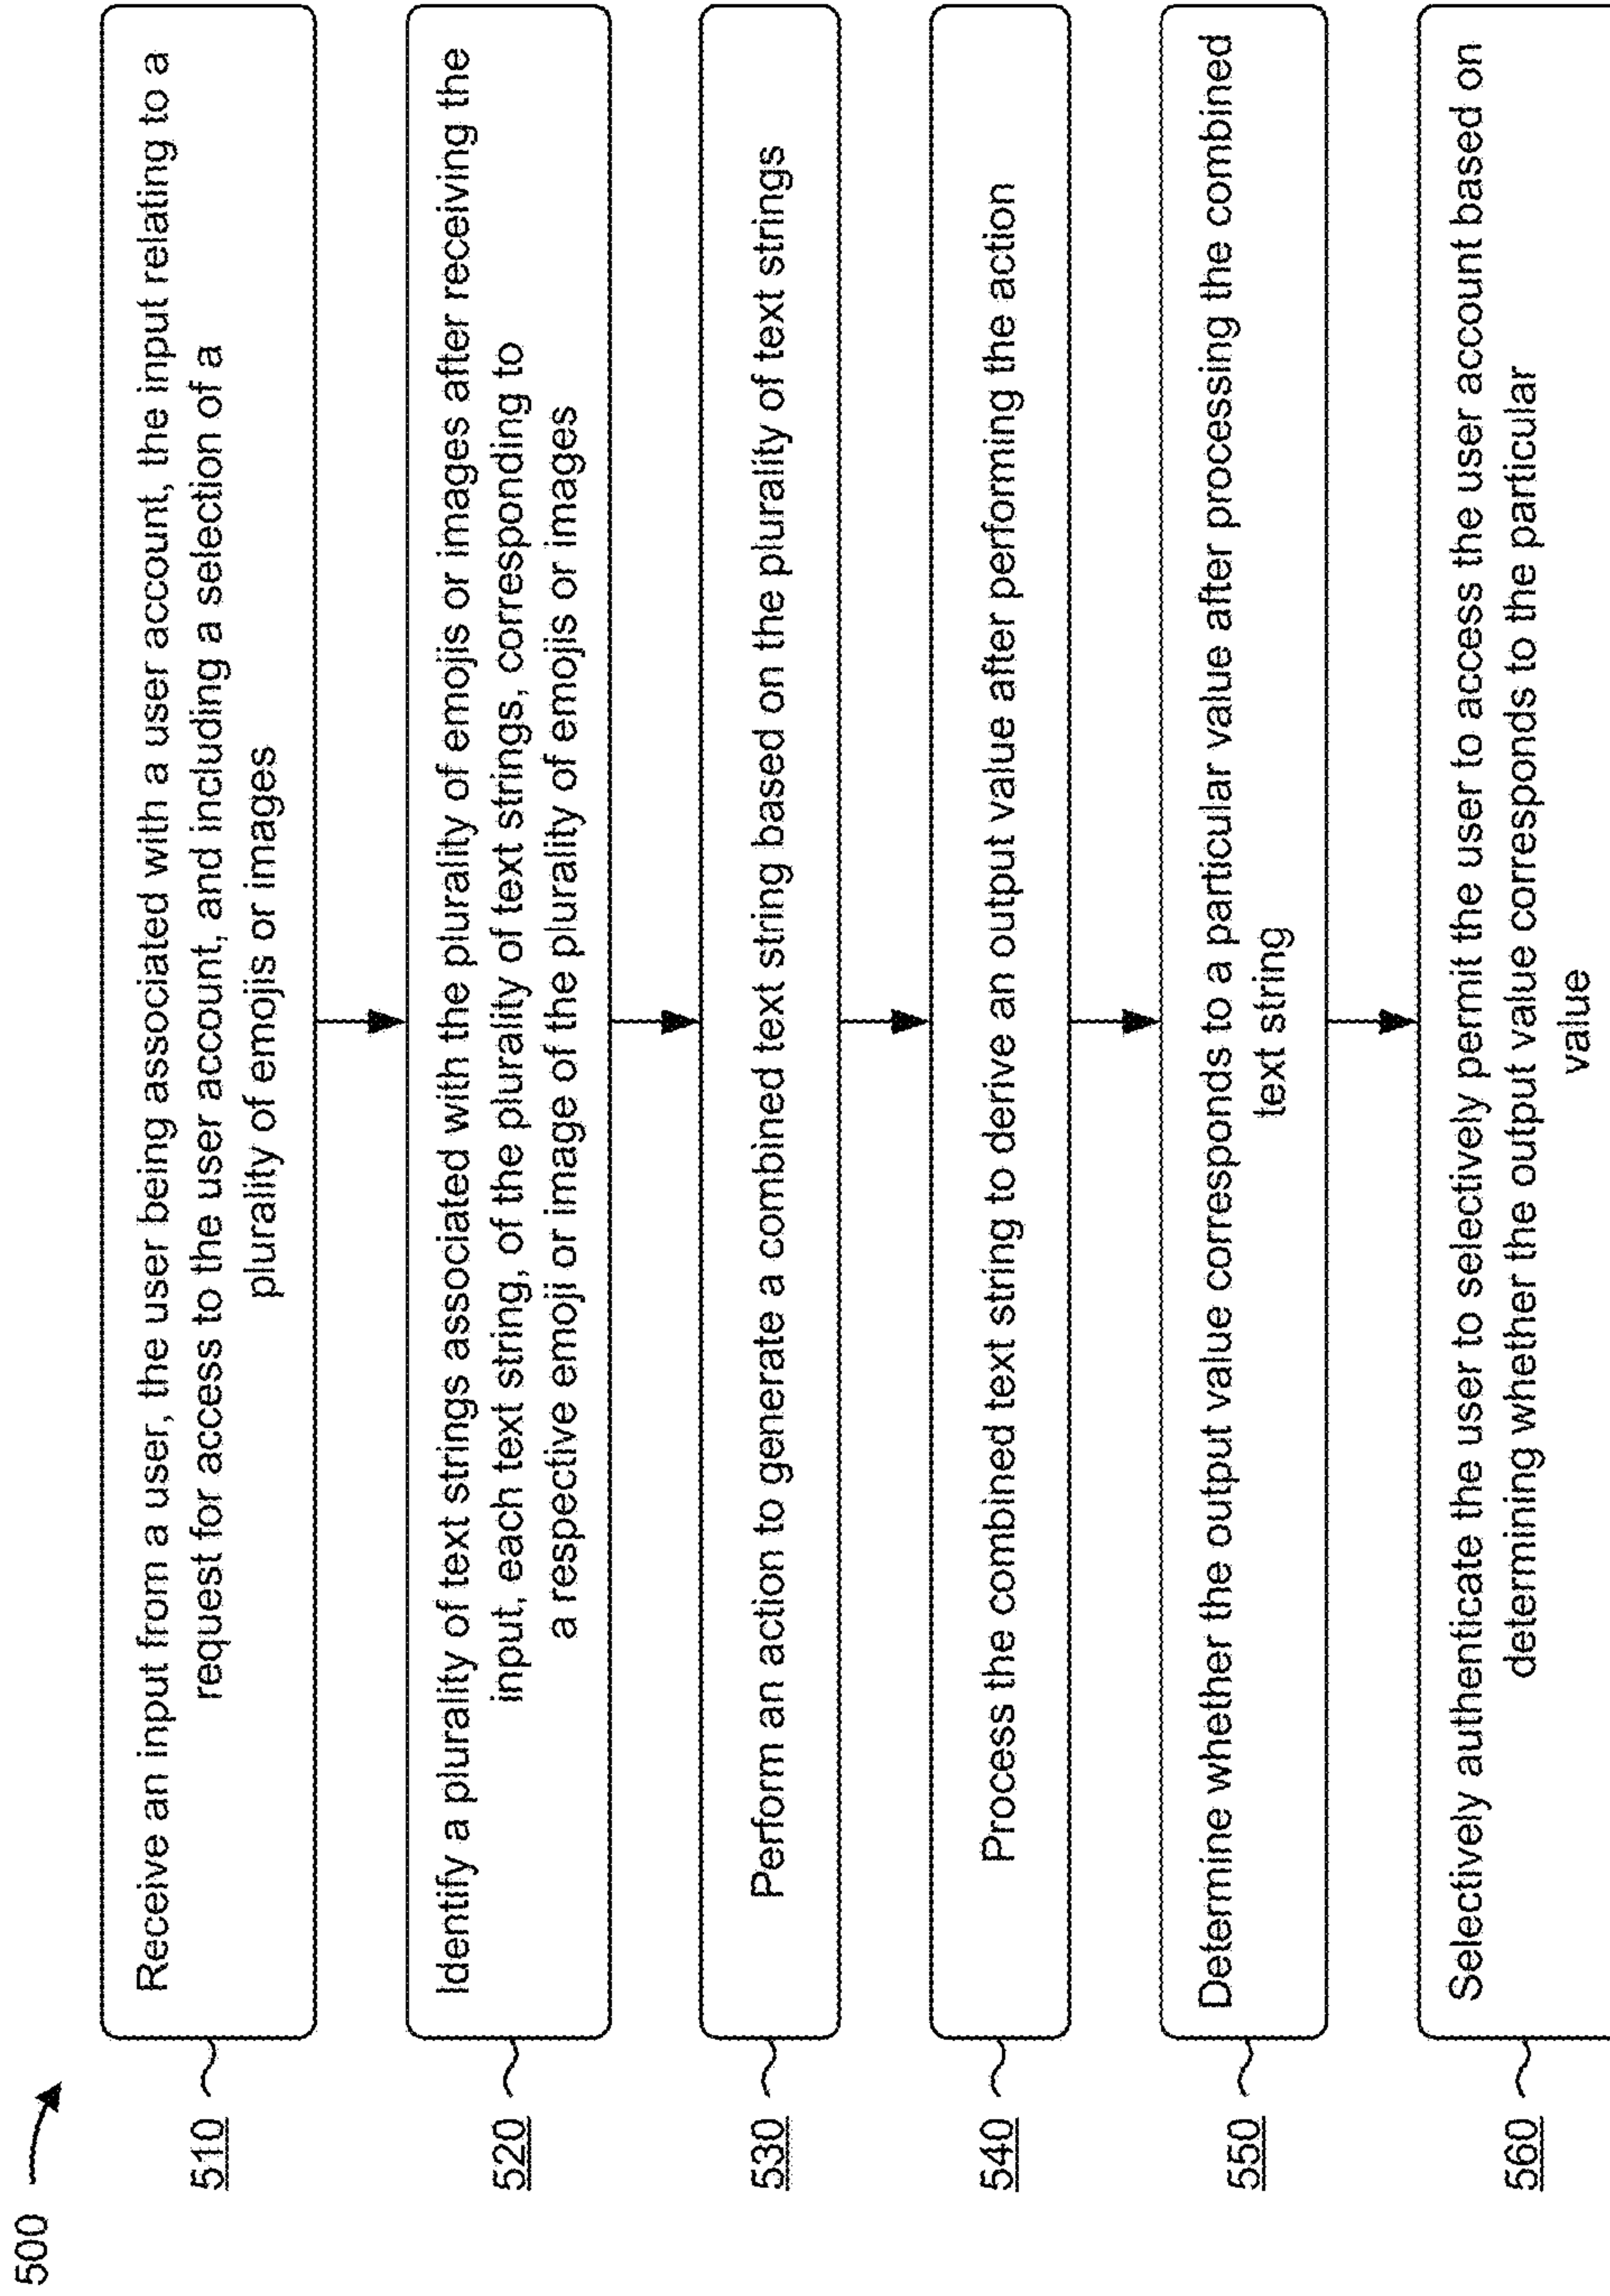 500
510
Receive an input from a user, the user being associated with a user account, the input relating to a
request for access to the user account, and including a selection of a
plurality of emojis or images
520
Identify a plurality of text strings associated with the plurality of emojis or images after receiving the
input, each text string, of the plurality of text strings, corresponding to
a respective emoji or image of the plurality of emojis or images
530
Perform an action to generate a combined text string based on the plurality of text strings
540
Process the combined text string to derive an output value after performing the action
550
Determine whether the output value corresponds to a particular value after processing the combined
text string
560
Selectively authenticate the user to selectively permit the user to access the user account based on
determining whether the output value corresponds to the particular
value